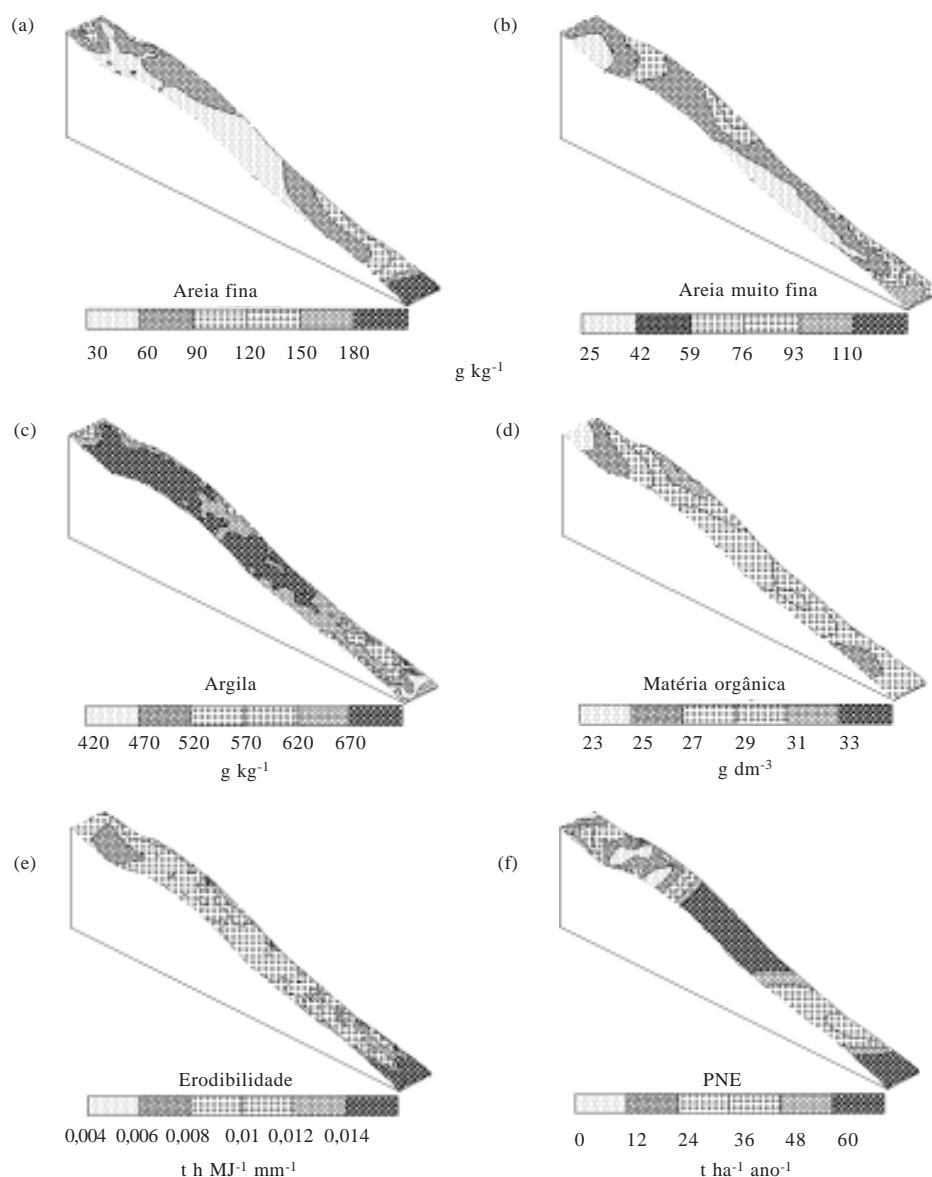 (a)
(b)
Areia fina
Areia muito fina
30 60 90 120 150 180
25 42 59 76 93 110
g kg-1
(c)
(d)
Argila
Matéria orgânica
420 470 520 570 620 670
23 25 27 29 31 33
g kg-1
g dm-3
(e)
(f)
Erodibilidade
PNE
0,004 0,006 0,008 0,01 0,012 0,014
0 12 24 36 48 60
t h MJ-1 mm-1
t ha-1 ano-1